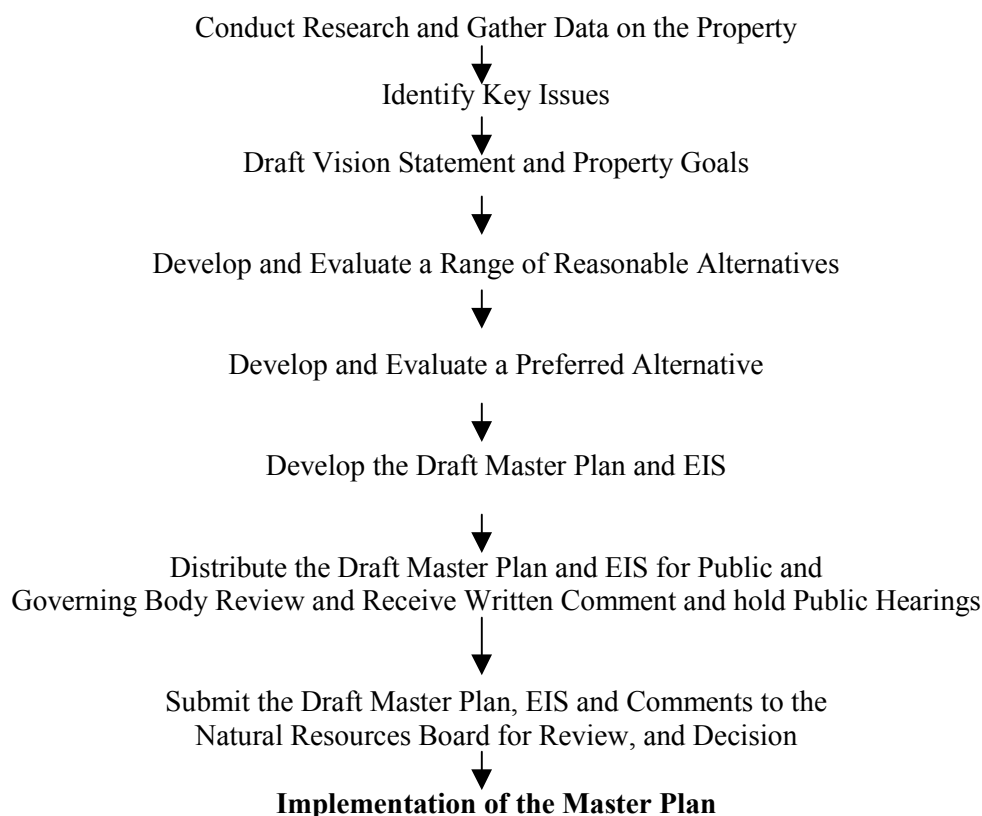 Conduct Research and Gather Data on the Property
Identify Key Issues
Draft Vision Statement and Property Goals
Develop and Evaluate a Range of Reasonable Alternatives
Develop and Evaluate a Preferred Alternative
Develop the Draft Master Plan and EIS
Distribute the Draft Master Plan and EIS for Public and
Governing Body Review and Receive Written Comment and hold Public Hearings
Submit the Draft Master Plan, EIS and Comments to the
Natural Resources Board for Review, and Decision
Implementation of the Master Plan